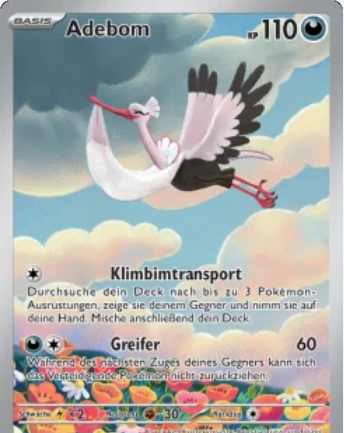 BASIS
Adebom KP 110
Klimbimtransport
Durchsuche dein Deck nach bis zu 3 Pokémon-
Ausrüstungen, zeige sie deinem Gegner und nimm sie auf
deine Hand. Mische anschließend dein Deck.
Greifer 60
Während des nächsten Zuges deines Gegners kann sich
das Verteidigende Pokémon nicht zurückziehen.
Schwäche ×2 Resistenz -30 Rückzug